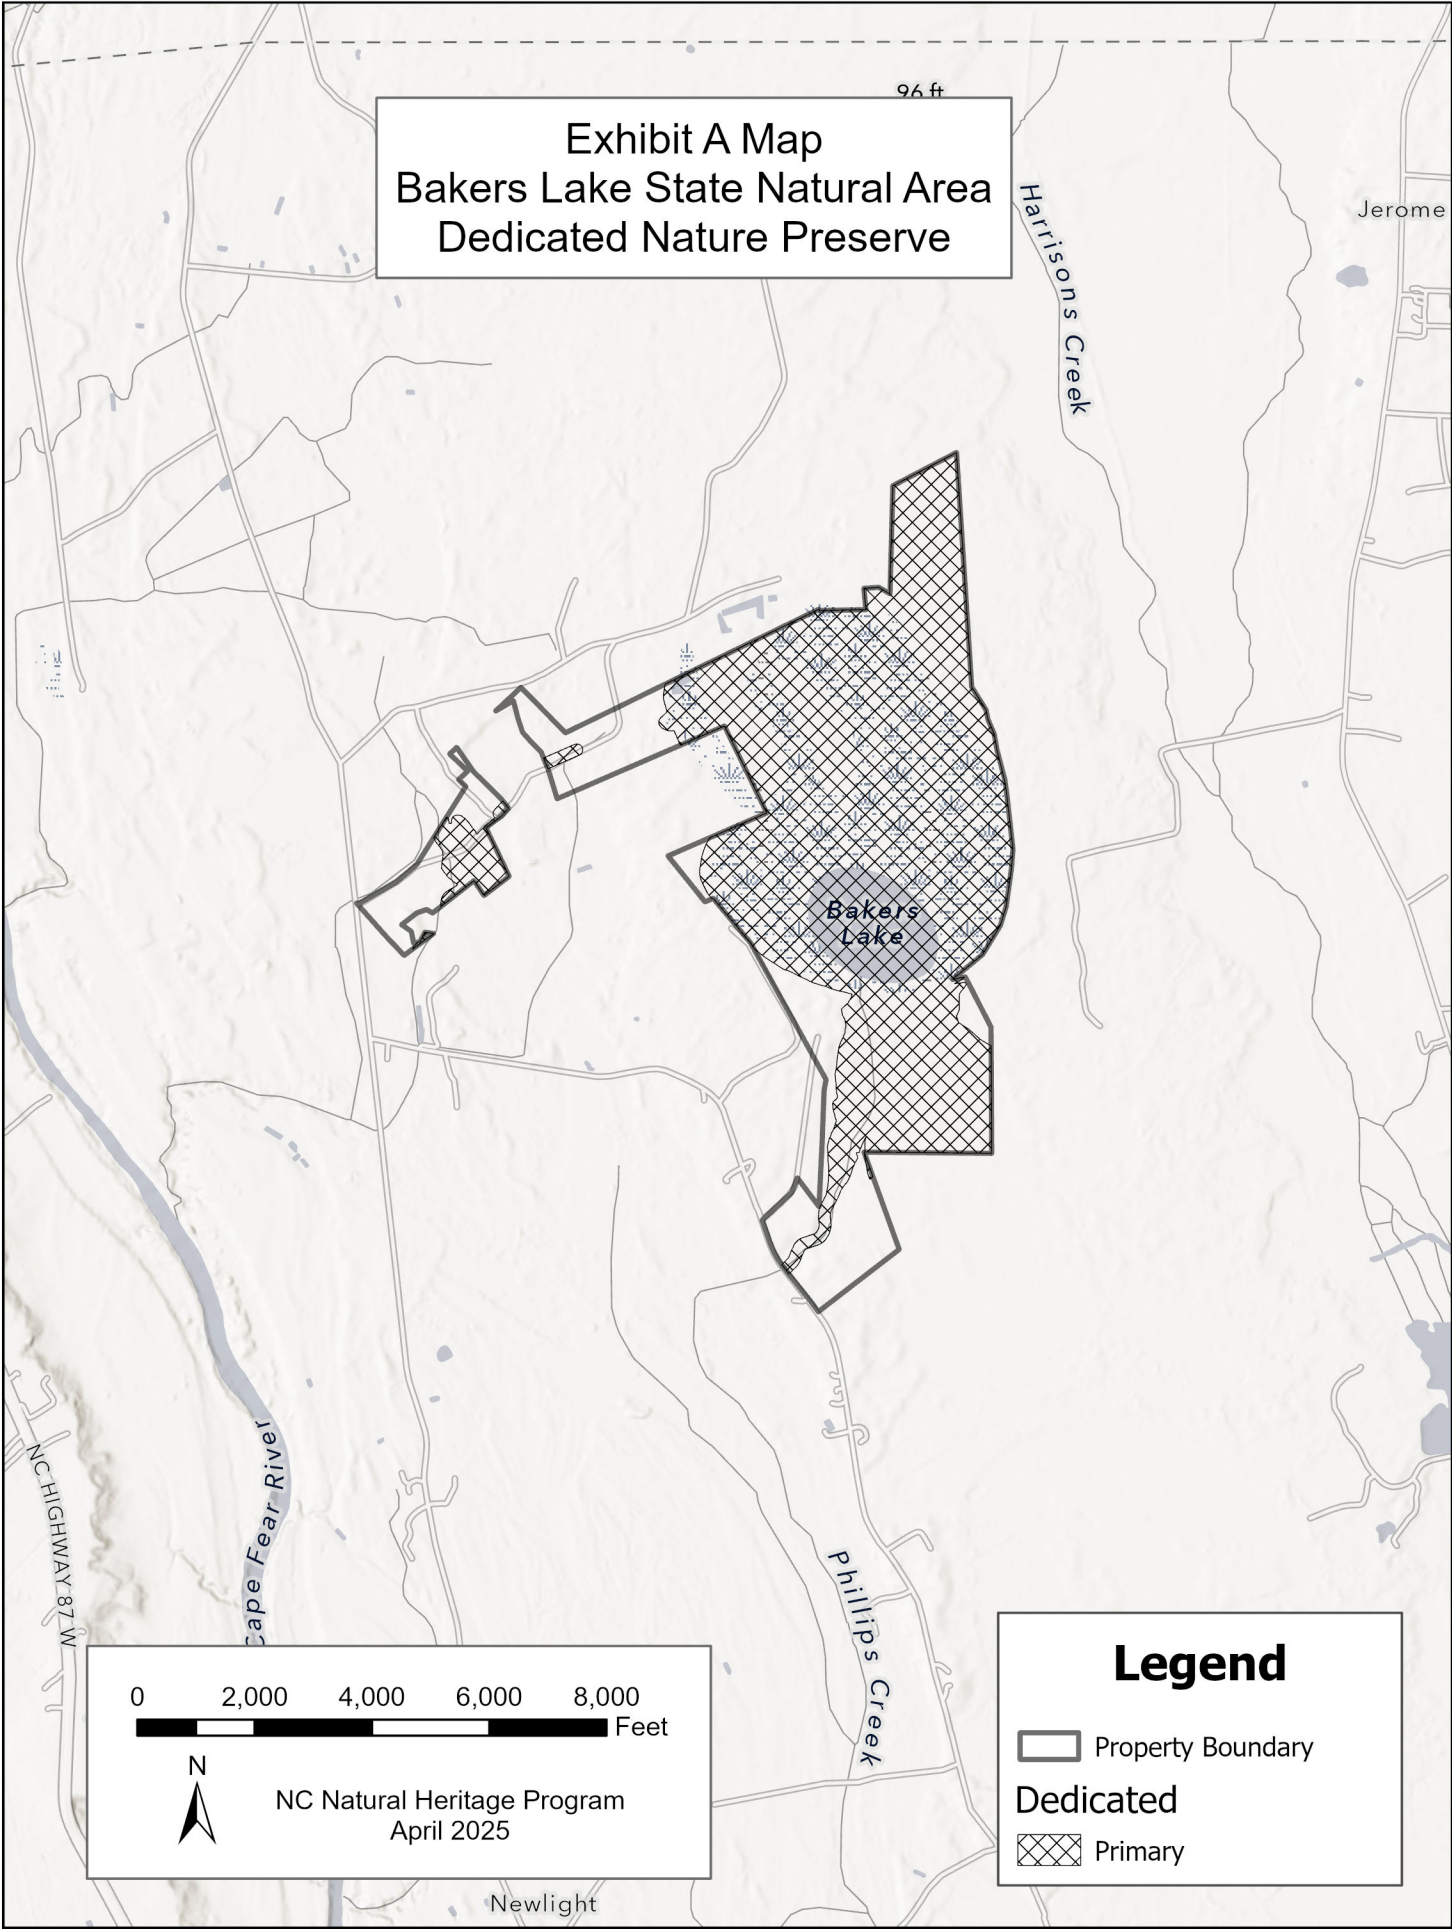 96 ft
Exhibit A Map
Bakers Lake State Natural Area
Dedicated Nature Preserve
Harrisons Creek
Jerome
Bakers
Lake
Cape Fear River
NC HIGHWAY 87 W
Phillips Creek
0 2,000 4,000 6,000 8,000
Feet
N
NC Natural Heritage Program
April 2025
Legend
Property Boundary
Dedicated
Primary
Newlight